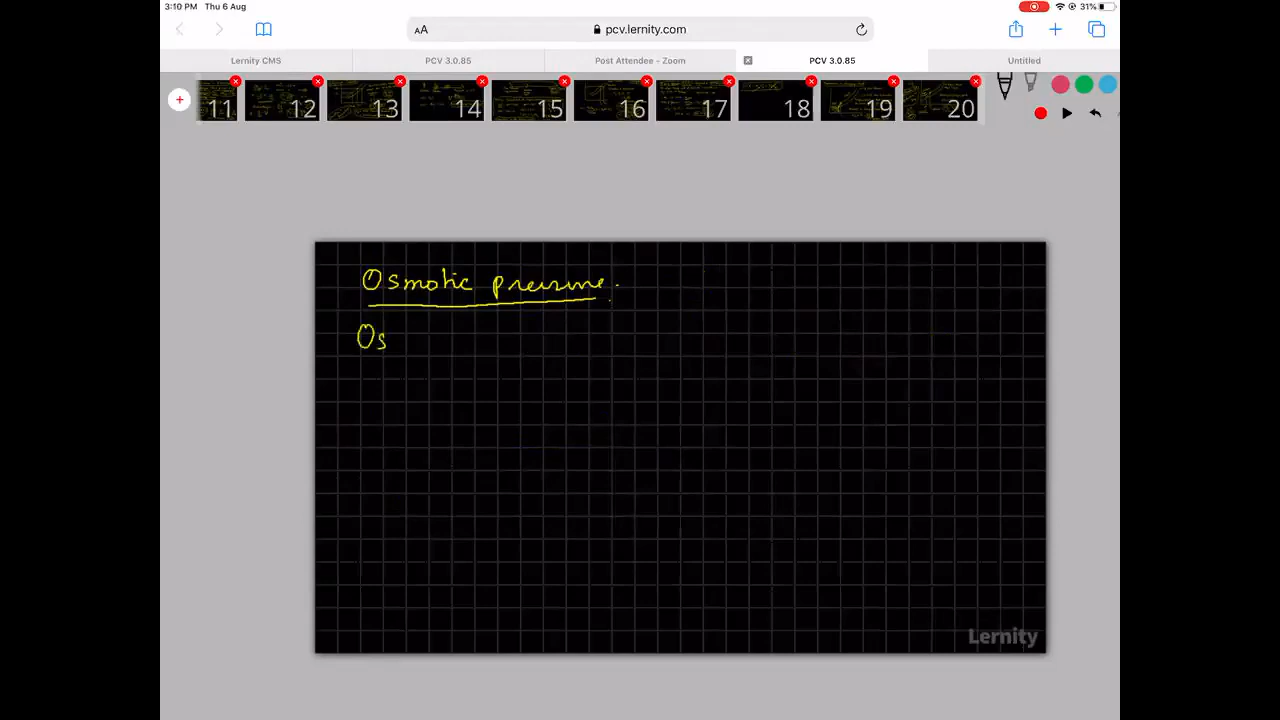 3:10 PM Thu 6 Aug
31%
AA pcv.lernity.com
Lernity CMS PCV 3.0.85 Post Attendee - Zoom PCV 3.0.85 Untitled
11 12 13 14 15 16 17 18 19 20
Osmotic pressure.
Os
Lernity